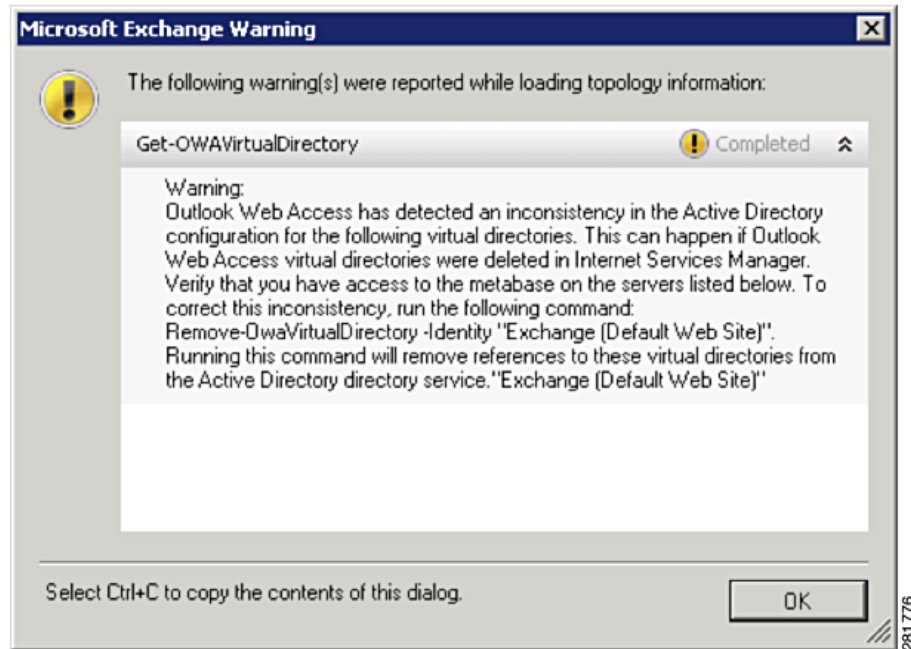 Microsoft Exchange Warning
The following warning(s) were reported while loading topology information:
Get-OWAVirtualDirectory
Completed
Warning:
Outlook Web Access has detected an inconsistency in the Active Directory
configuration for the following virtual directories. This can happen if Outlook
Web Access virtual directories were deleted in Internet Services Manager.
Verify that you have access to the metabase on the servers listed below. To
correct this inconsistency, run the following command:
Remove-OwaVirtualDirectory -Identity "Exchange (Default Web Site)".
Running this command will remove references to these virtual directories from
the Active Directory directory service."Exchange (Default Web Site)"
Select Ctrl+C to copy the contents of this dialog.
OK
281776